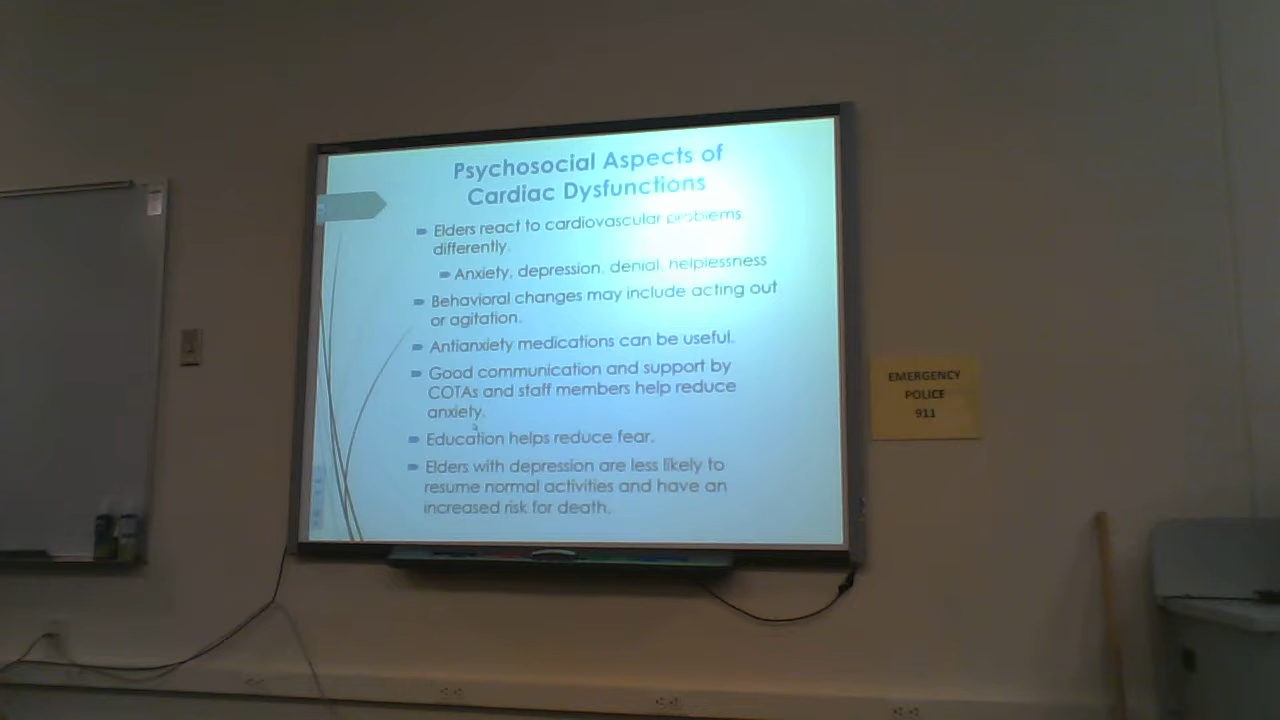 Psychosocial Aspects of
Cardiac Dysfunctions
Elders react to cardiovascular problems
differently.
Anxiety, depression, denial, helplessness
Behavioral changes may include acting out
or agitation.
Antianxiety medications can be useful.
Good communication and support by
COTAs and staff members help reduce
anxiety.
Education helps reduce fear.
Elders with depression are less likely to
resume normal activities and have an
increased risk for death.
EMERGENCY
POLICE
911